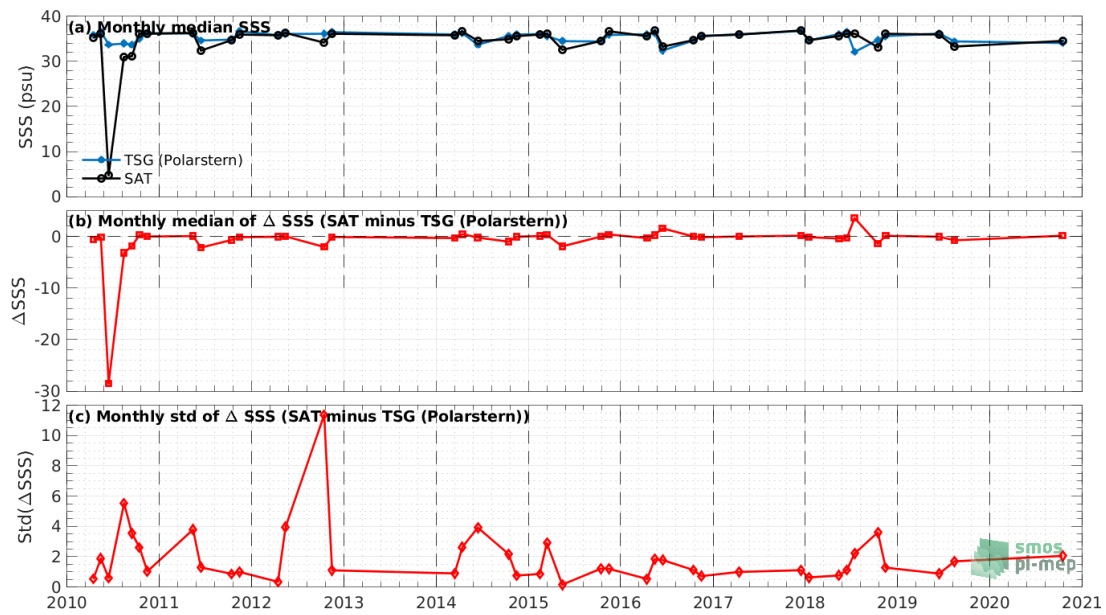 (a) Monthly median SSS
40
30
20
10
0
SSS (psu)
TSG (Polarstern)
SAT
(b) Monthly median of Δ SSS (SAT minus TSG (Polarstern))
0
-10
-20
-30
ΔSSS
(c) Monthly std of Δ SSS (SAT minus TSG (Polarstern))
12
10
8
6
4
2
0
Std(ΔSSS)
2010 2011 2012 2013 2014 2015 2016 2017 2018 2019 2020 2021
smos
pi-mep